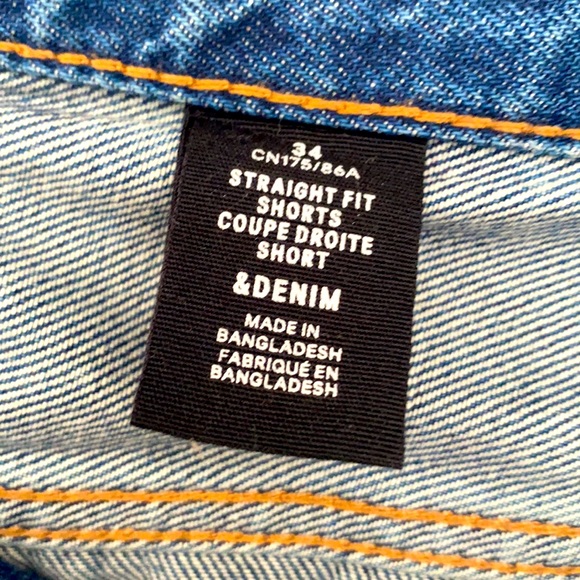 34
CN175/86A
STRAIGHT FIT
SHORTS
COUPE DROITE
SHORT
&DENIM
MADE IN
BANGLADESH
FABRIQUÉ EN
BANGLADESH